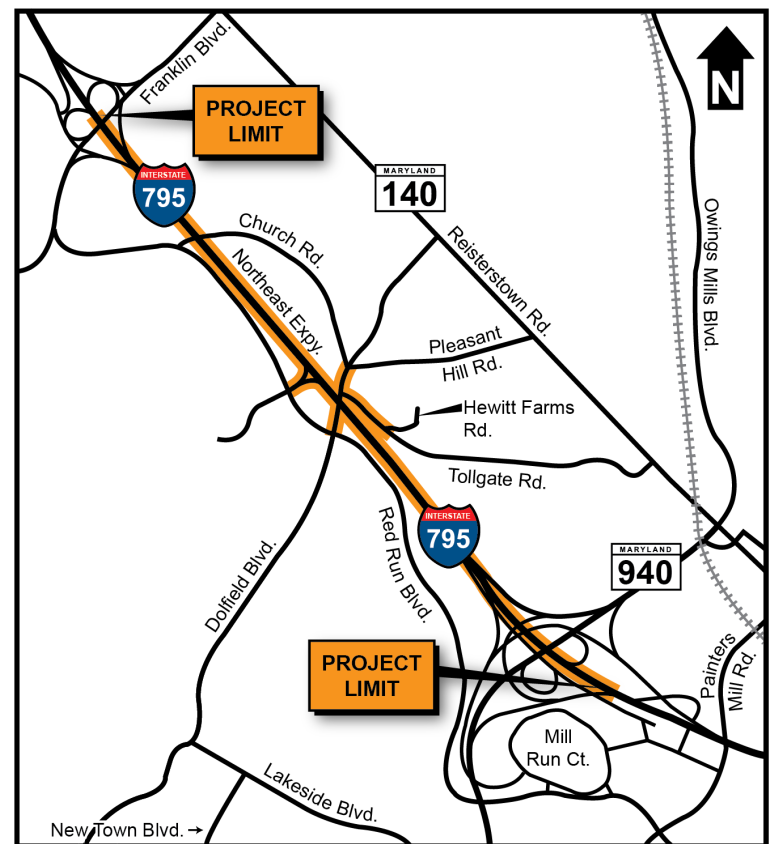 Franklin Blvd.
PROJECT
LIMIT
N
INTERSTATE
795
MARYLAND
140
Church Rd.
Northeast Expy.
Reisterstown Rd.
Owings Mills Blvd.
Pleasant
Hill Rd.
Hewitt Farms
Rd.
Tollgate Rd.
INTERSTATE
795
Red Run Blvd.
Dolfield Blvd.
MARYLAND
940
PROJECT
LIMIT
Painters
Mill Rd.
Mill
Run Ct.
Lakeside Blvd.
New Town Blvd. →